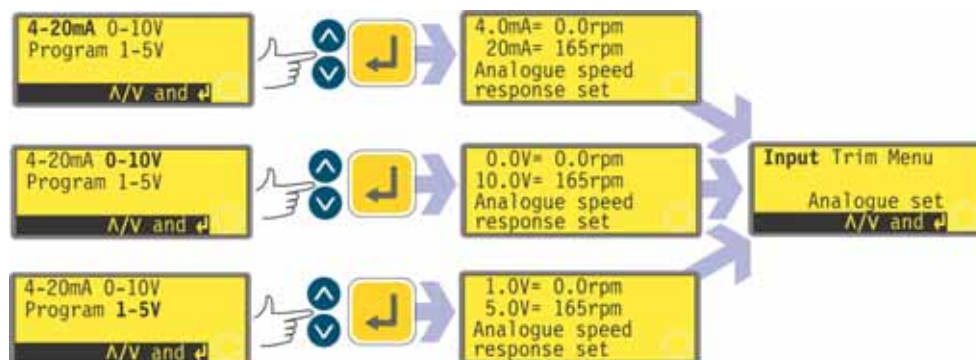 4-20mA 0-10V
Program 1-5V
Λ/V and ↲
4.0mA= 0.0rpm
20mA= 165rpm
Analogue speed
response set
4-20mA 0-10V
Program 1-5V
Λ/V and ↲
0.0V= 0.0rpm
10.0V= 165rpm
Analogue speed
response set
Input Trim Menu
Analogue set
Λ/V and ↲
4-20mA 0-10V
Program 1-5V
Λ/V and ↲
1.0V= 0.0rpm
5.0V= 165rpm
Analogue speed
response set